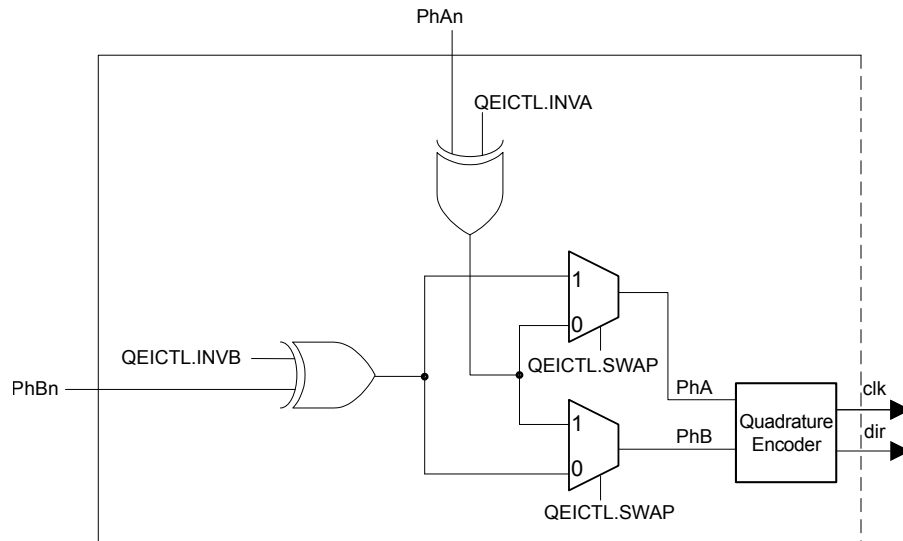 PhAn
QEICTL.INVA
1
0
QEICTL.INVB
QEICTL.SWAP
PhBn
PhA
clk
1
Quadrature
Encoder
dir
PhB
0
QEICTL.SWAP